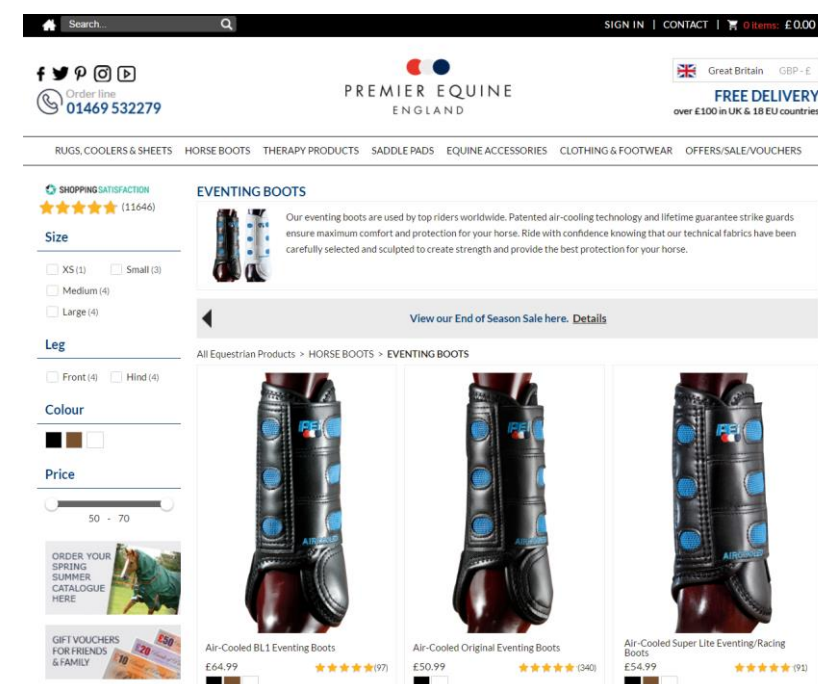 Search...
SIGN IN | CONTACT | 0 items: £0.00
Order line
01469 532279
PREMIER EQUINE
ENGLAND
Great Britain GBP - £
FREE DELIVERY
over £100 in UK & 18 EU countries
RUGS, COOLERS & SHEETS HORSE BOOTS THERAPY PRODUCTS SADDLE PADS EQUINE ACCESSORIES CLOTHING & FOOTWEAR OFFERS/SALE/VOUCHERS
SHOPPING SATISFACTION
(11646)
Size
XS (1) Small (3)
Medium (4)
Large (4)
Leg
Front (4) Hind (4)
Colour
Price
50 - 70
ORDER YOUR
SPRING
SUMMER
CATALOGUE
HERE
GIFT VOUCHERS
FOR FRIENDS
& FAMILY
£50
£20
10
EVENTING BOOTS
Our eventing boots are used by top riders worldwide. Patented air-cooling technology and lifetime guarantee strike guards
ensure maximum comfort and protection for your horse. Ride with confidence knowing that our technical fabrics have been
carefully selected and sculpted to create strength and provide the best protection for your horse.
View our End of Season Sale here. Details
All Equestrian Products > HORSE BOOTS > EVENTING BOOTS
Air-Cooled BL1 Eventing Boots
£64.99 (97)
Air-Cooled Original Eventing Boots
£50.99 (340)
Air-Cooled Super Lite Eventing/Racing
Boots
£54.99 (91)